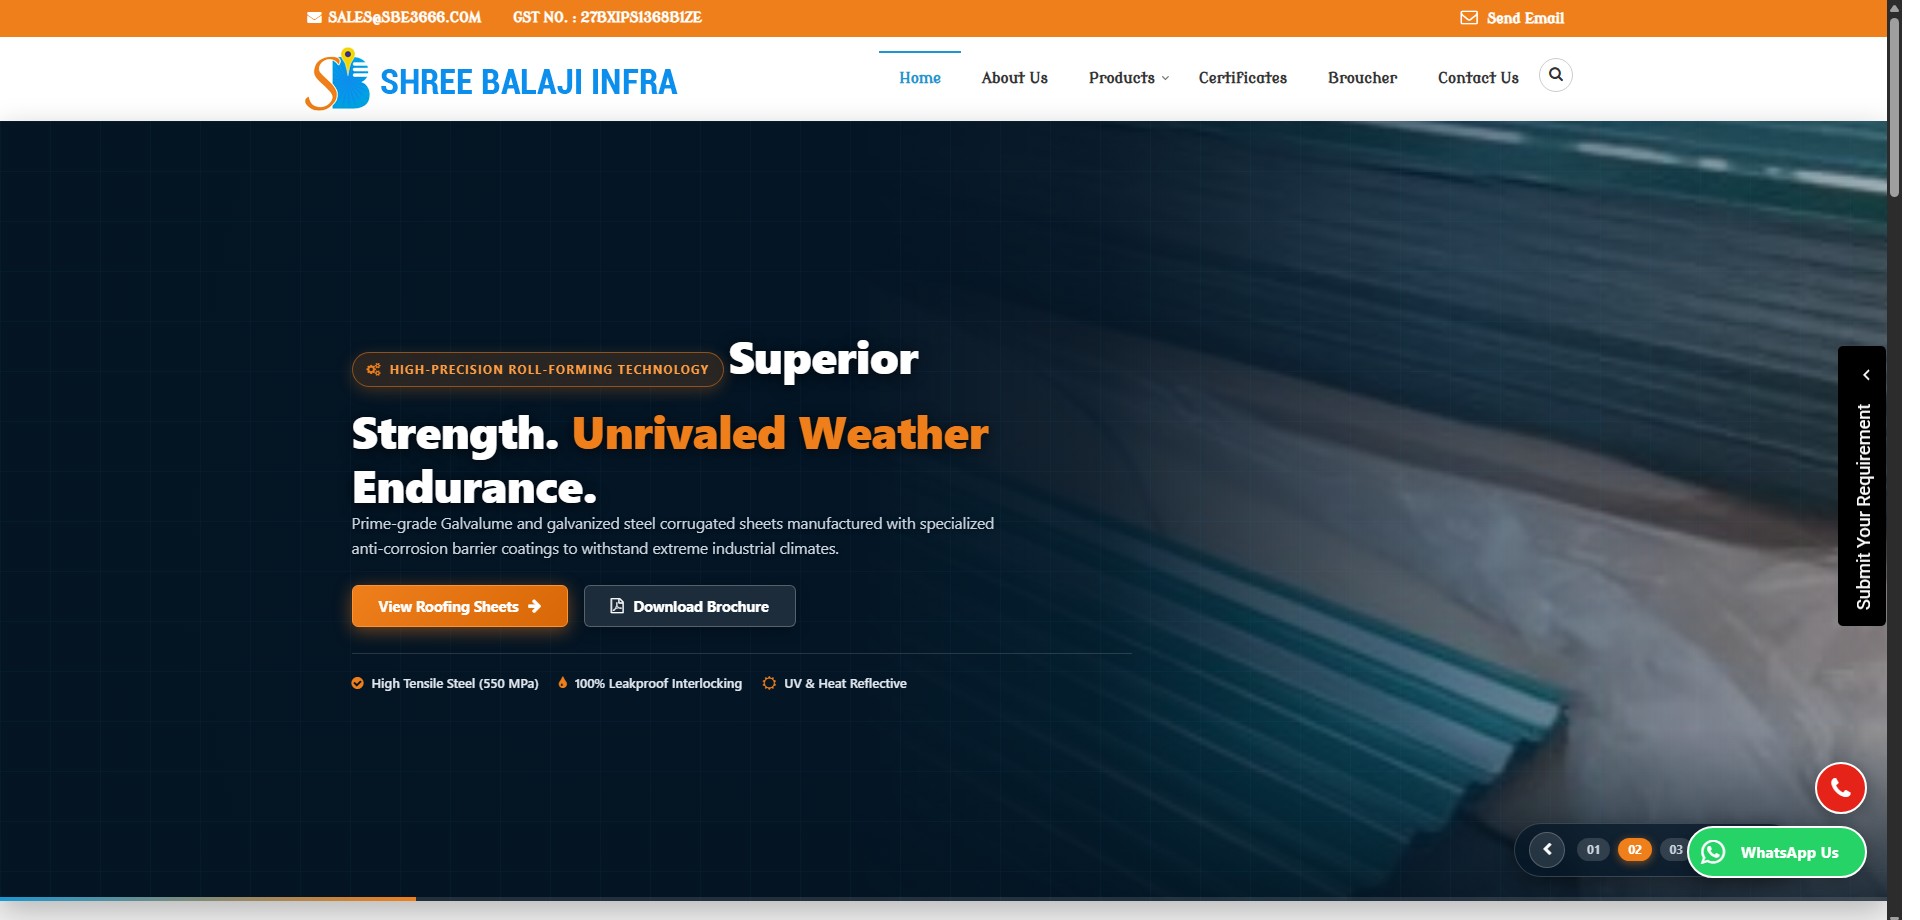 SALES@SBE3666.COM GST NO. : 27BXIPS1368B1ZE Send Email
SB SHREE BALAJI INFRA
Home About Us Products Certificates Broucher Contact Us
HIGH-PRECISION ROLL-FORMING TECHNOLOGY Superior
Strength. Unrivaled Weather
Endurance.
Prime-grade Galvalume and galvanized steel corrugated sheets manufactured with specialized
anti-corrosion barrier coatings to withstand extreme industrial climates.
View Roofing Sheets Download Brochure
High Tensile Steel (550 MPa) 100% Leakproof Interlocking UV & Heat Reflective
Submit Your Requirement
01 02 03 WhatsApp Us